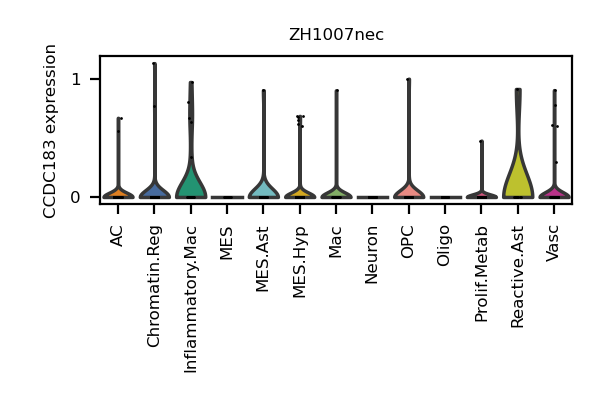 ZH1007nec
CCDC183 expression
1
0
AC
Chromatin.Reg
Inflammatory.Mac
MES
MES.Ast
MES.Hyp
Mac
Neuron
OPC
Oligo
Prolif.Metab
Reactive.Ast
Vasc